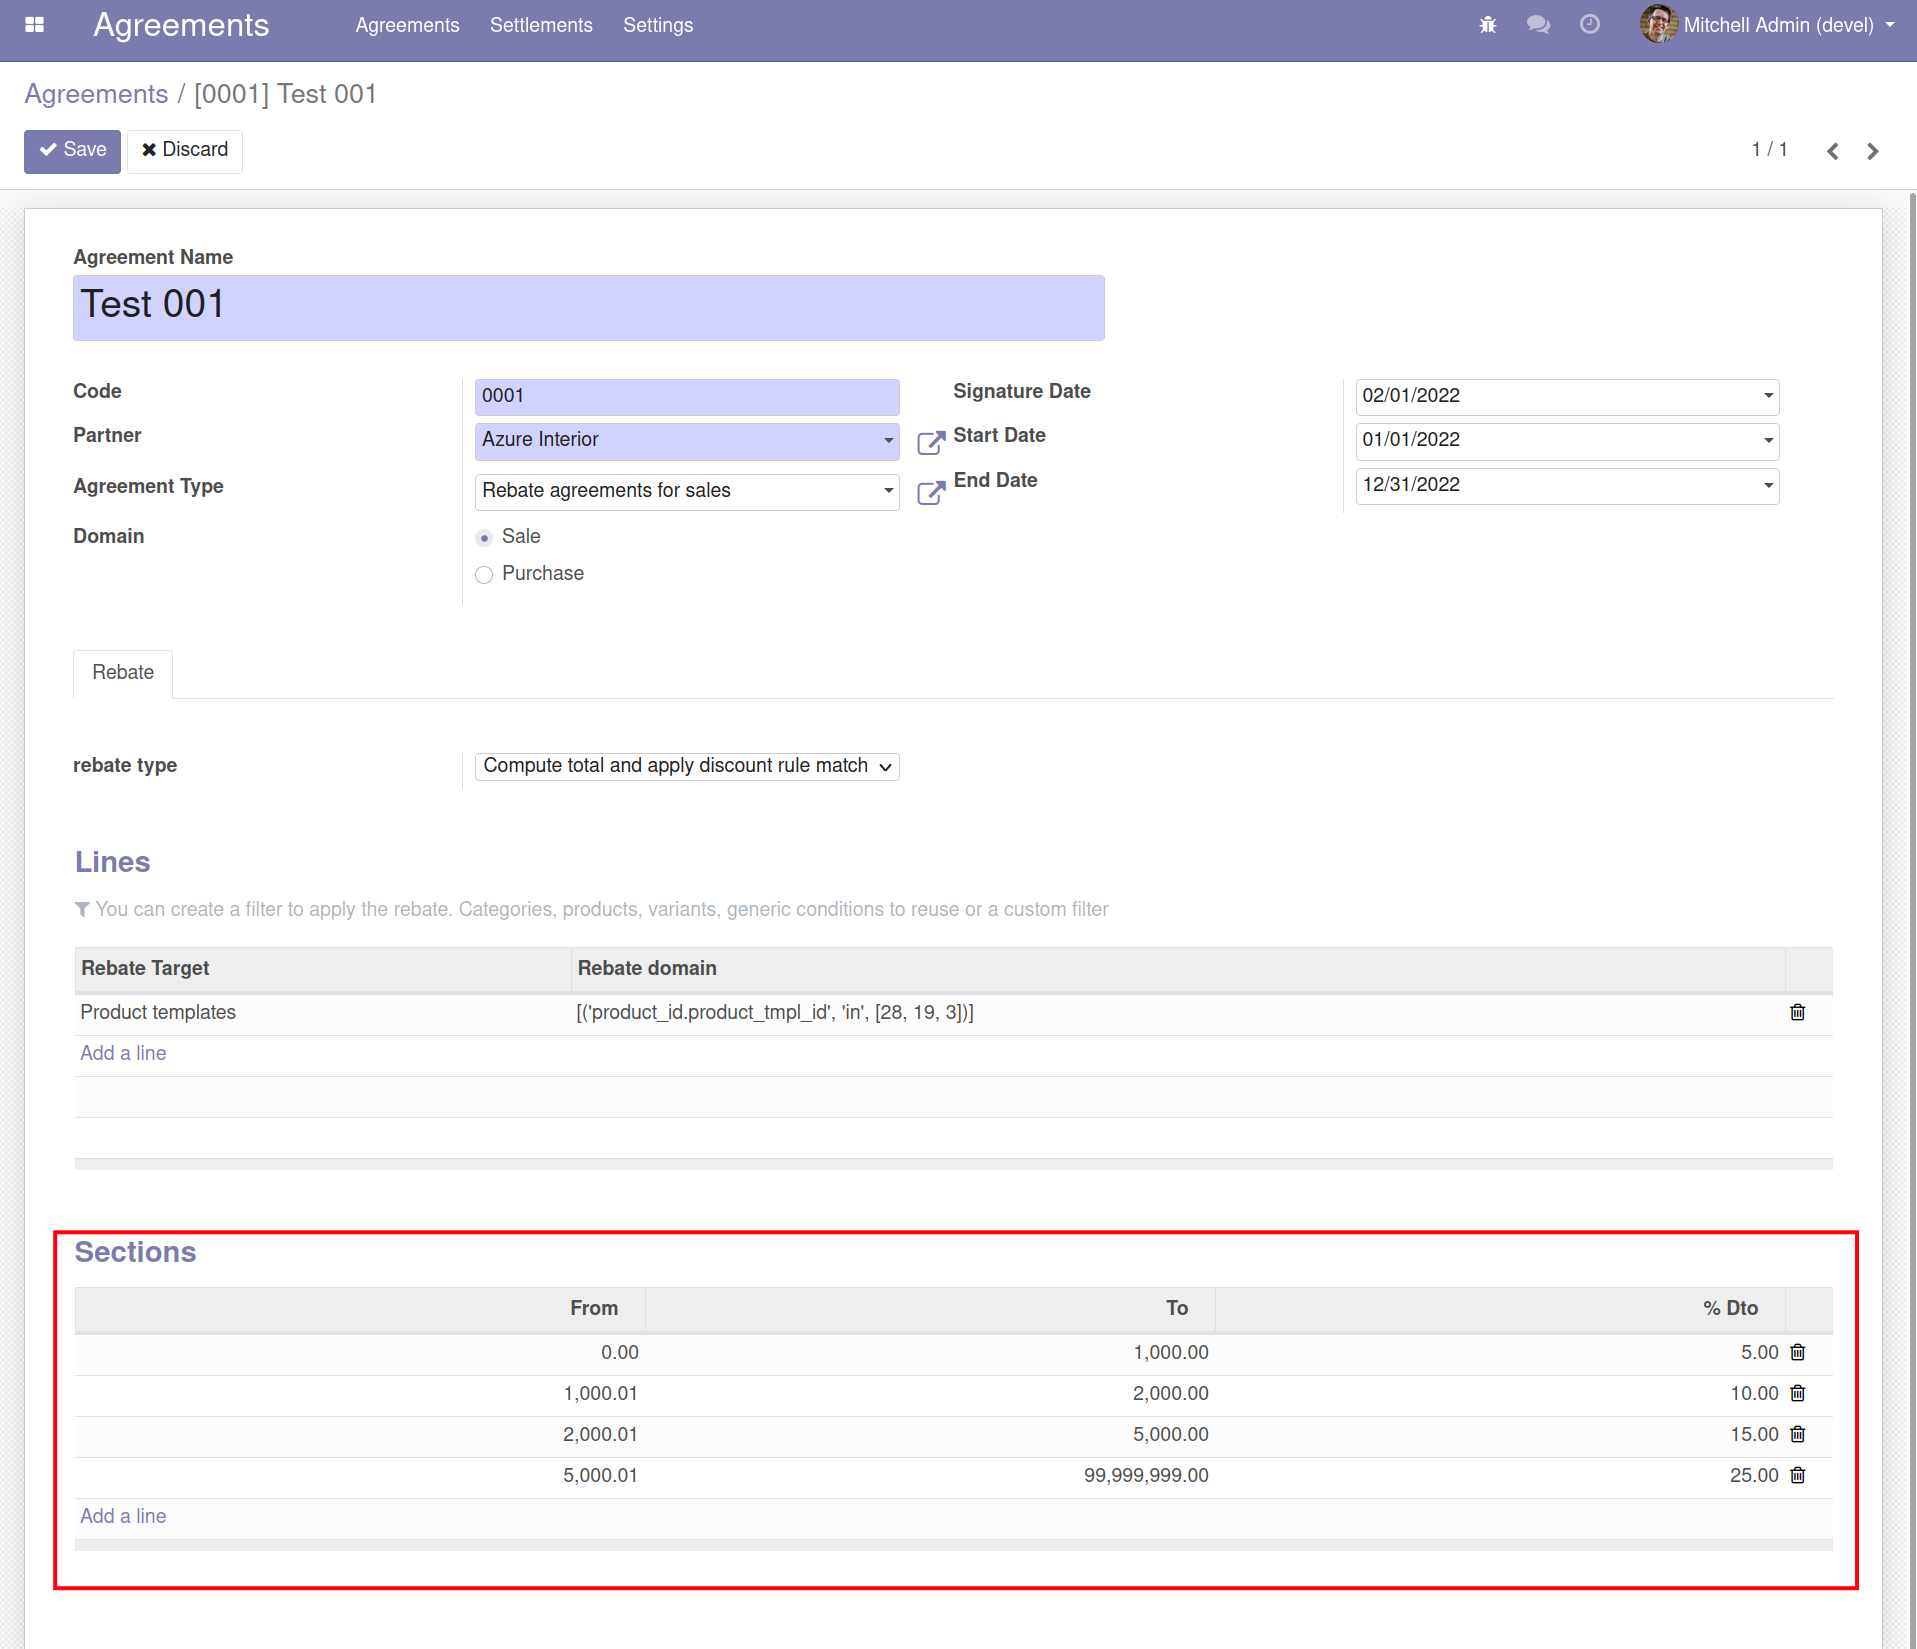 Agreements Agreements Settlements Settings Mitchell Admin (devel)
Agreements / [0001] Test 001
Save Discard 1 / 1
Agreement Name
Test 001
Code 0001 Signature Date 02/01/2022
Partner Azure Interior Start Date 01/01/2022
Agreement Type Rebate agreements for sales End Date 12/31/2022
Domain Sale
Purchase
Rebate
rebate type Compute total and apply discount rule match
Lines
You can create a filter to apply the rebate. Categories, products, variants, generic conditions to reuse or a custom filter
Rebate Target Rebate domain
Product templates [('product_id.product_tmpl_id', 'in', [28, 19, 3])]
Add a line
Sections
From To % Dto
0.00 1,000.00 5.00
1,000.01 2,000.00 10.00
2,000.01 5,000.00 15.00
5,000.01 99,999,999.00 25.00
Add a line